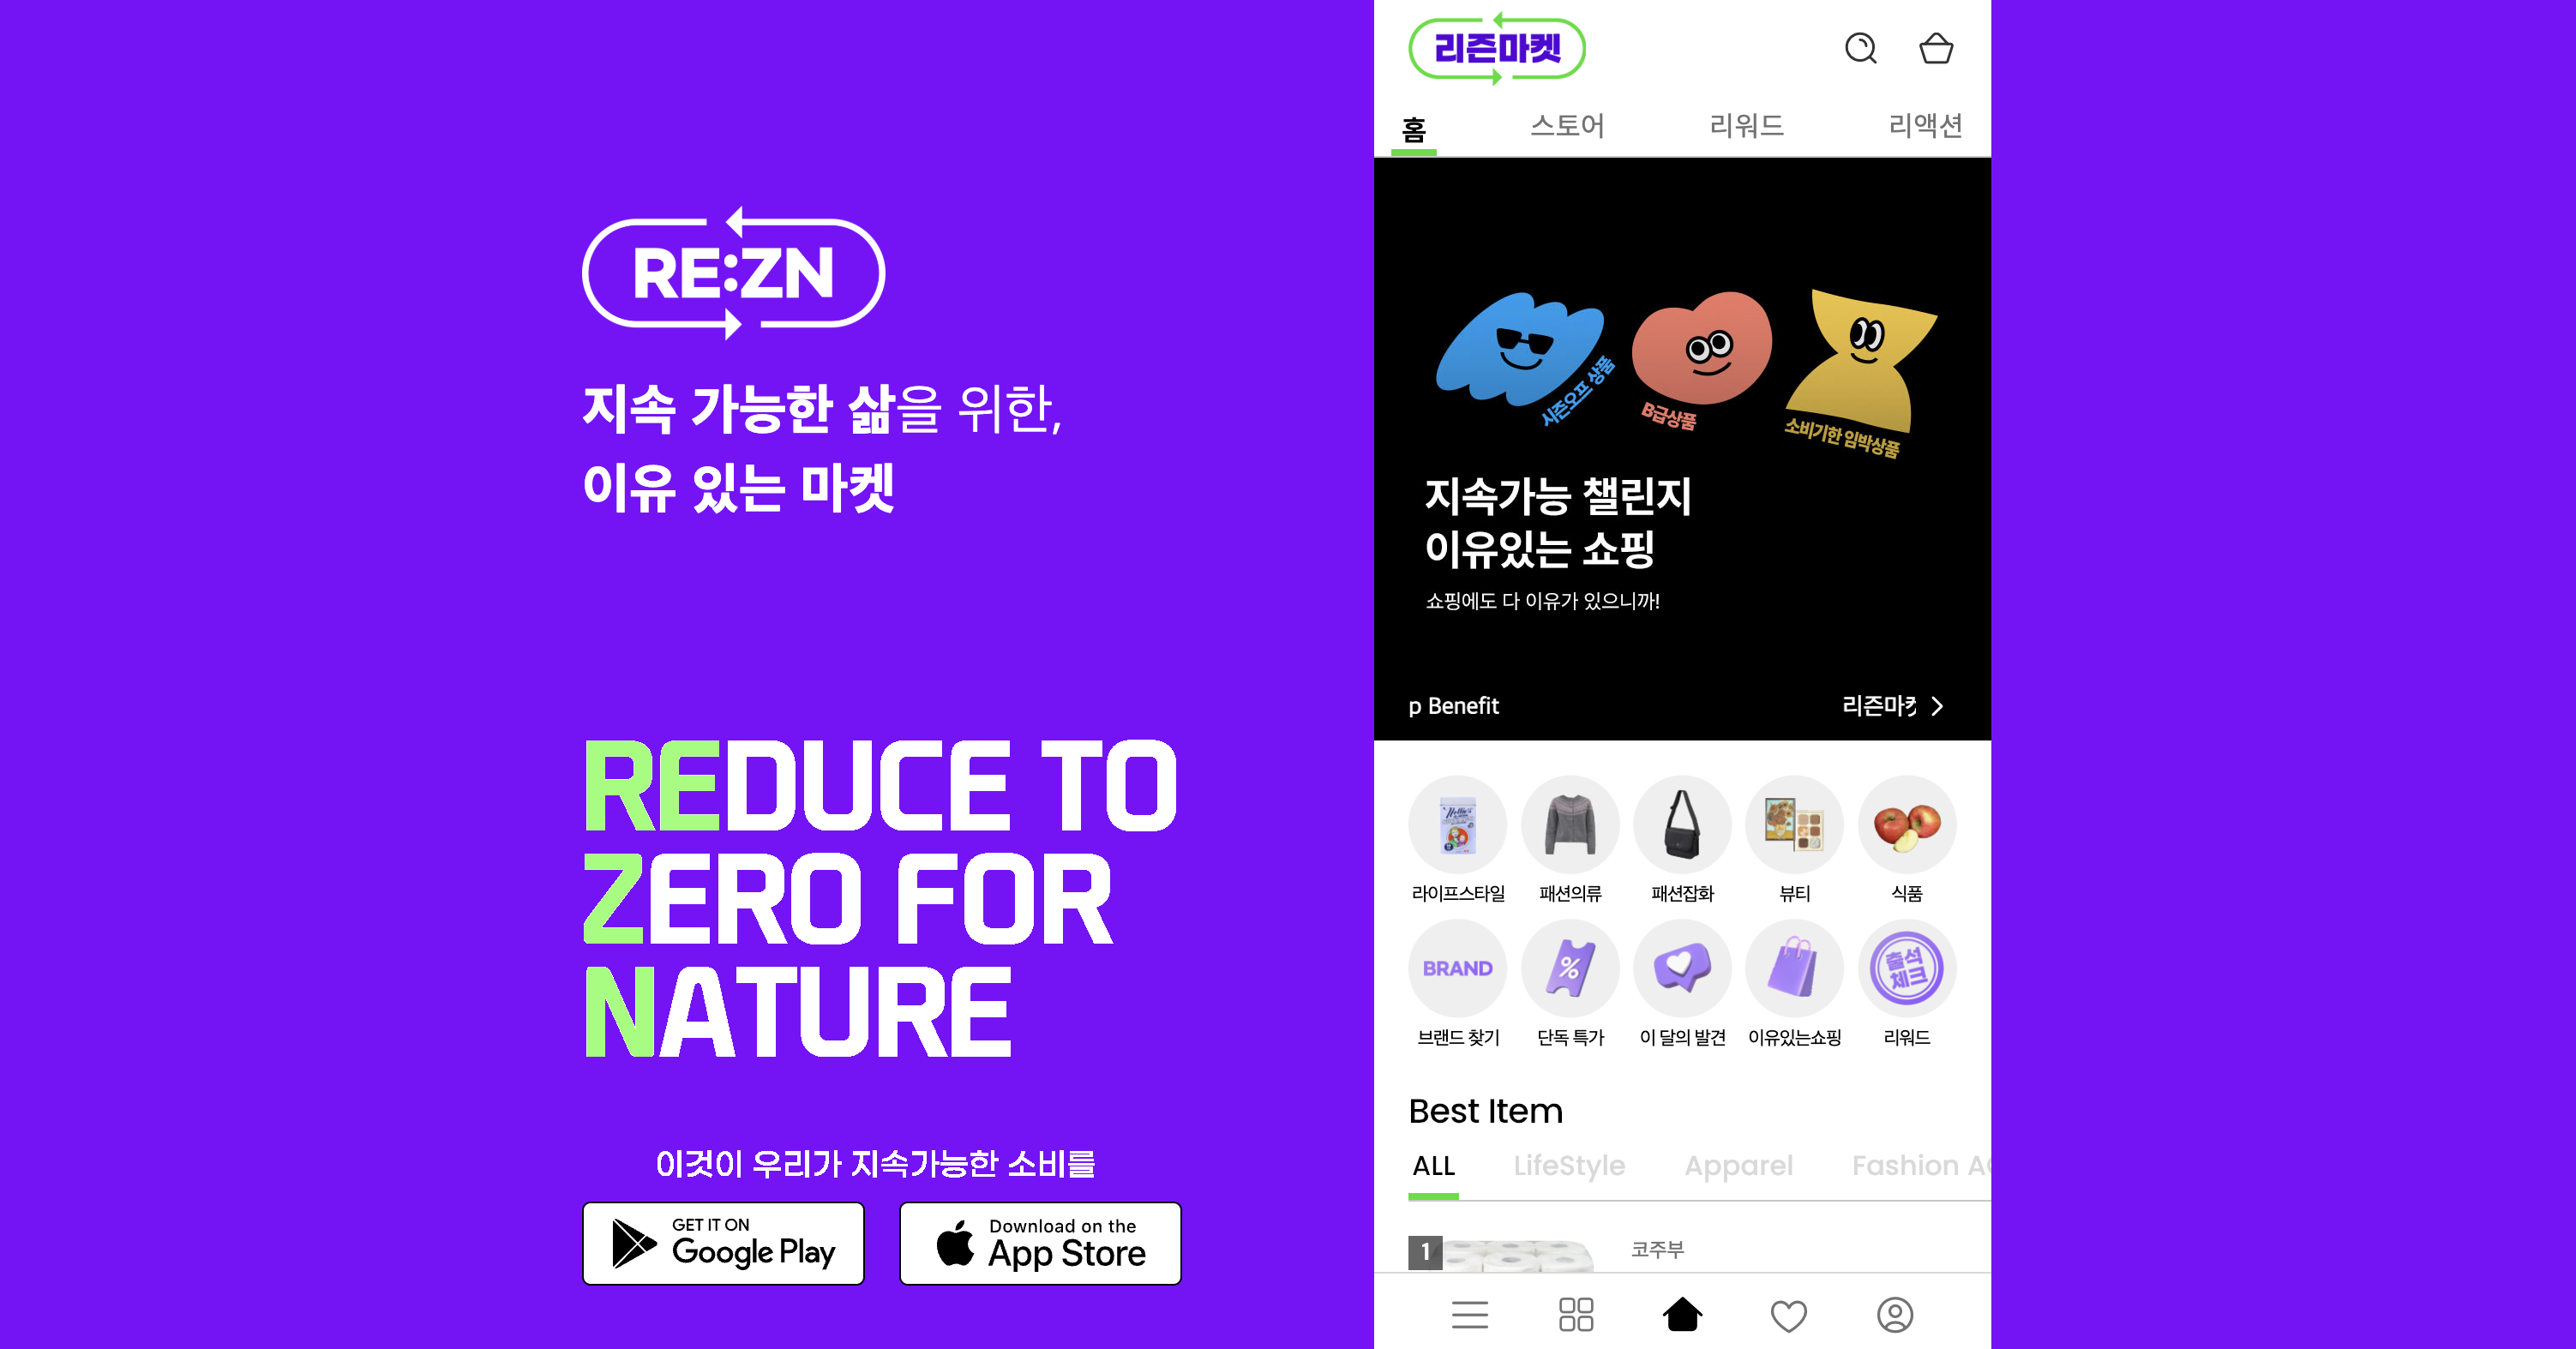 RE:ZN
지속 가능한 삶을 위한,
이유 있는 마켓
REDUCE TO
ZERO FOR
NATURE
이것이 우리가 지속가능한 소비를
GET IT ON
Google Play
Download on the
App Store
리즌마켓
홈 스토어 리워드 리액션
시즌오프 상품
B급상품
소비기한 임박상품
지속가능 챌린지
이유있는 쇼핑
쇼핑에도 다 이유가 있으니까!
p Benefit 리즌마켓
라이프스타일 패션의류 패션잡화 뷰티 식품
BRAND
%
출석
체크
브랜드 찾기 단독 특가 이 달의 발견 이유있는쇼핑 리워드
Best Item
ALL LifeStyle Apparel Fashion
1 코주부